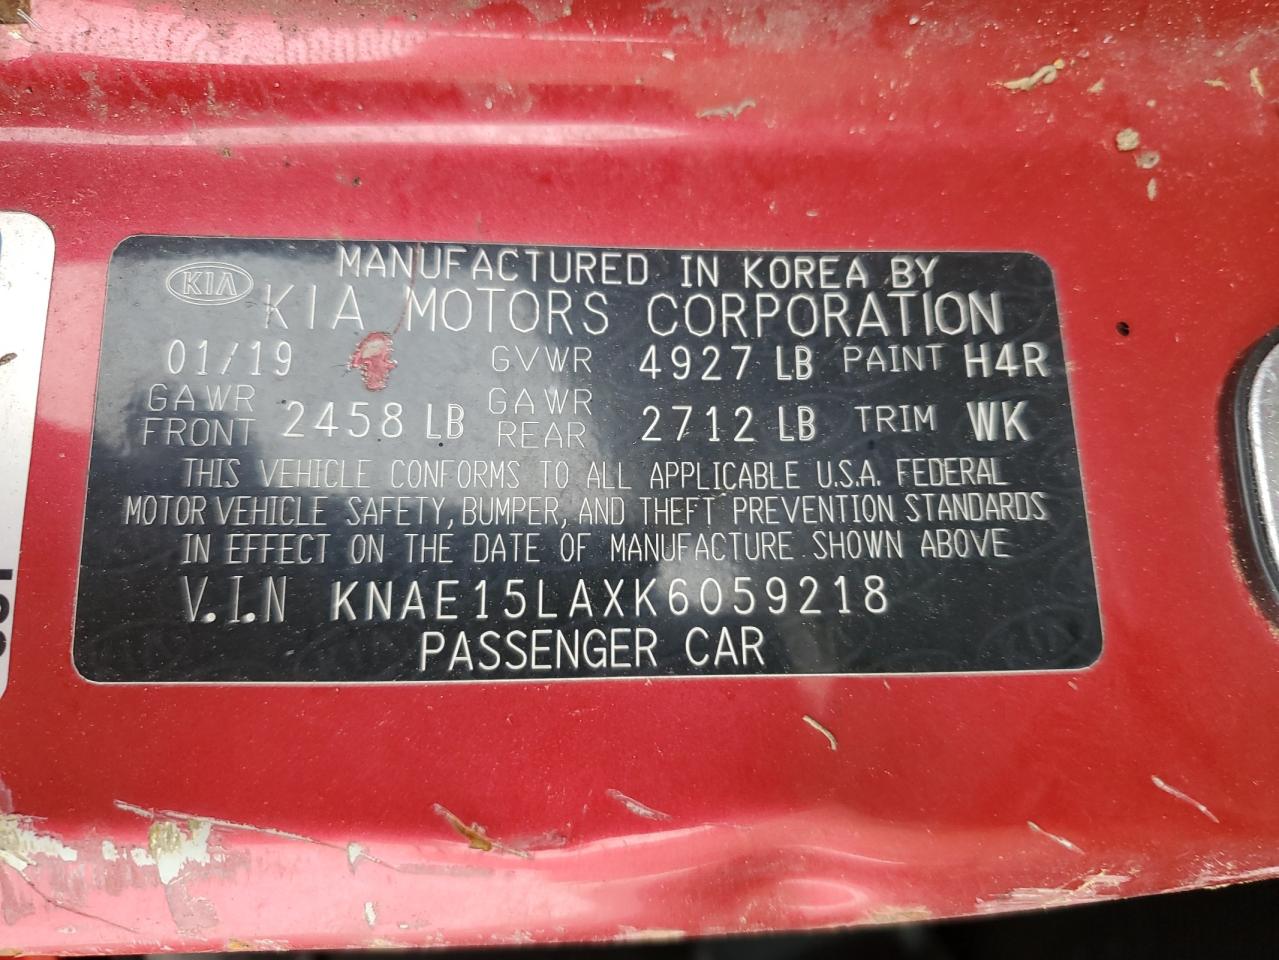 KIA
MANUFACTURED IN KOREA BY
KIA MOTORS CORPORATION
01/19 GVWR 4927 LB PAINT H4R
GAWR FRONT 2458 LB GAWR REAR 2712 LB TRIM WK
THIS VEHICLE CONFORMS TO ALL APPLICABLE U.S.A. FEDERAL
MOTOR VEHICLE SAFETY, BUMPER, AND THEFT PREVENTION STANDARDS
IN EFFECT ON THE DATE OF MANUFACTURE SHOWN ABOVE
V.I.N KNAE15LAXK6059218
PASSENGER CAR